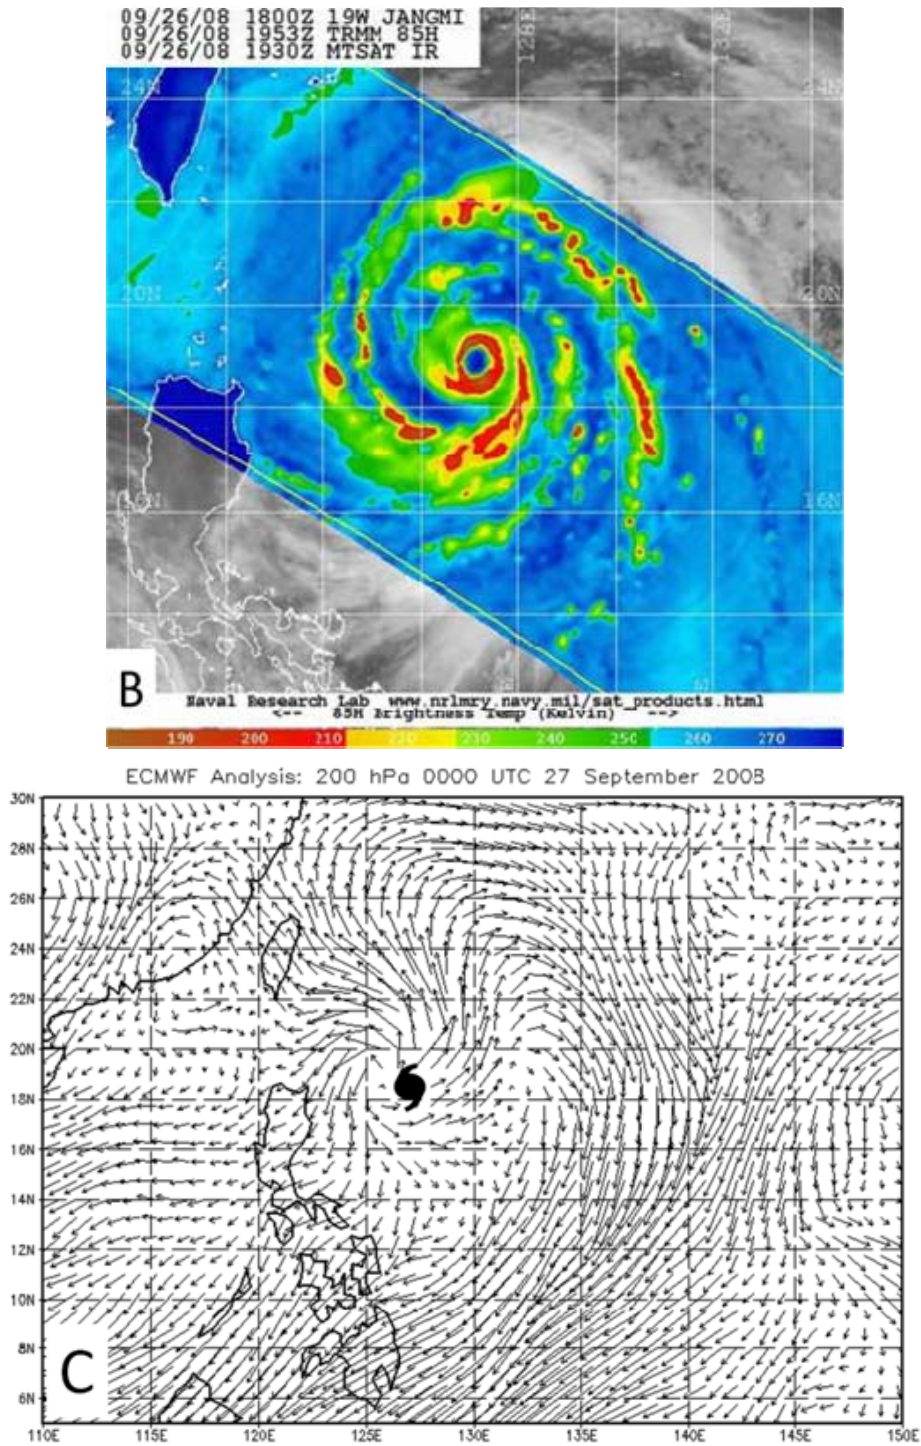 09/26/08 1800Z 19W JANGMI
09/26/08 1953Z TRMM 85H
09/26/08 1930Z MTSAT IR
128E
132E
24N 24N
20N 20N
16N 16N
B
Naval Research Lab www.nrlmry.navy.mil/sat_products.html
<-- 85H Brightness Temp (Kelvin) -->
190 200 210 220 230 240 250 260 270
ECMWF Analysis: 200 hPa 0000 UTC 27 September 2008
30N
28N
26N
24N
22N
20N
18N
16N
14N
12N
10N
8N
6N
C
110E 115E 120E 125E 130E 135E 140E 145E 150E